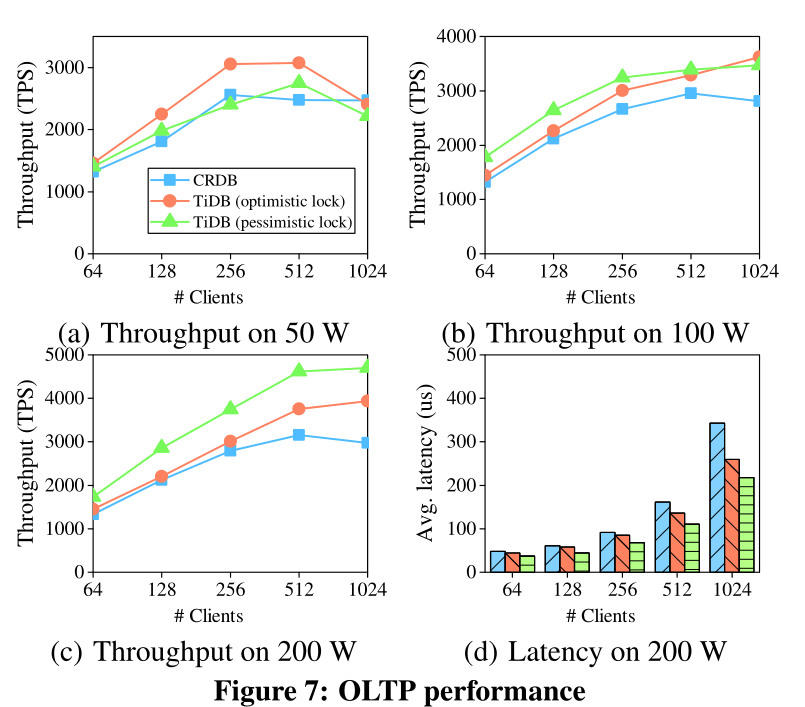 Throughput (TPS)
3000
2000
1000
0
64 128 256 512 1024
# Clients
CRDB
TiDB (optimistic lock)
TiDB (pessimistic lock)
(a) Throughput on 50 W
Throughput (TPS)
4000
3000
2000
1000
0
64 128 256 512 1024
# Clients
(b) Throughput on 100 W
Throughput (TPS)
5000
4000
3000
2000
1000
0
64 128 256 512 1024
# Clients
(c) Throughput on 200 W
Avg. latency (us)
500
400
300
200
100
0
64 128 256 512 1024
# Clients
(d) Latency on 200 W
Figure 7: OLTP performance